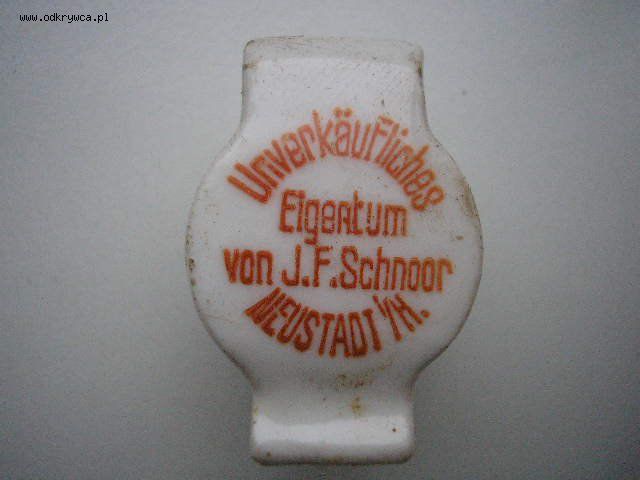 www.odkrywca.pl
Unverkäufliches
Eigentum
von J.F. Schnoor
NEUSTADT i/H.